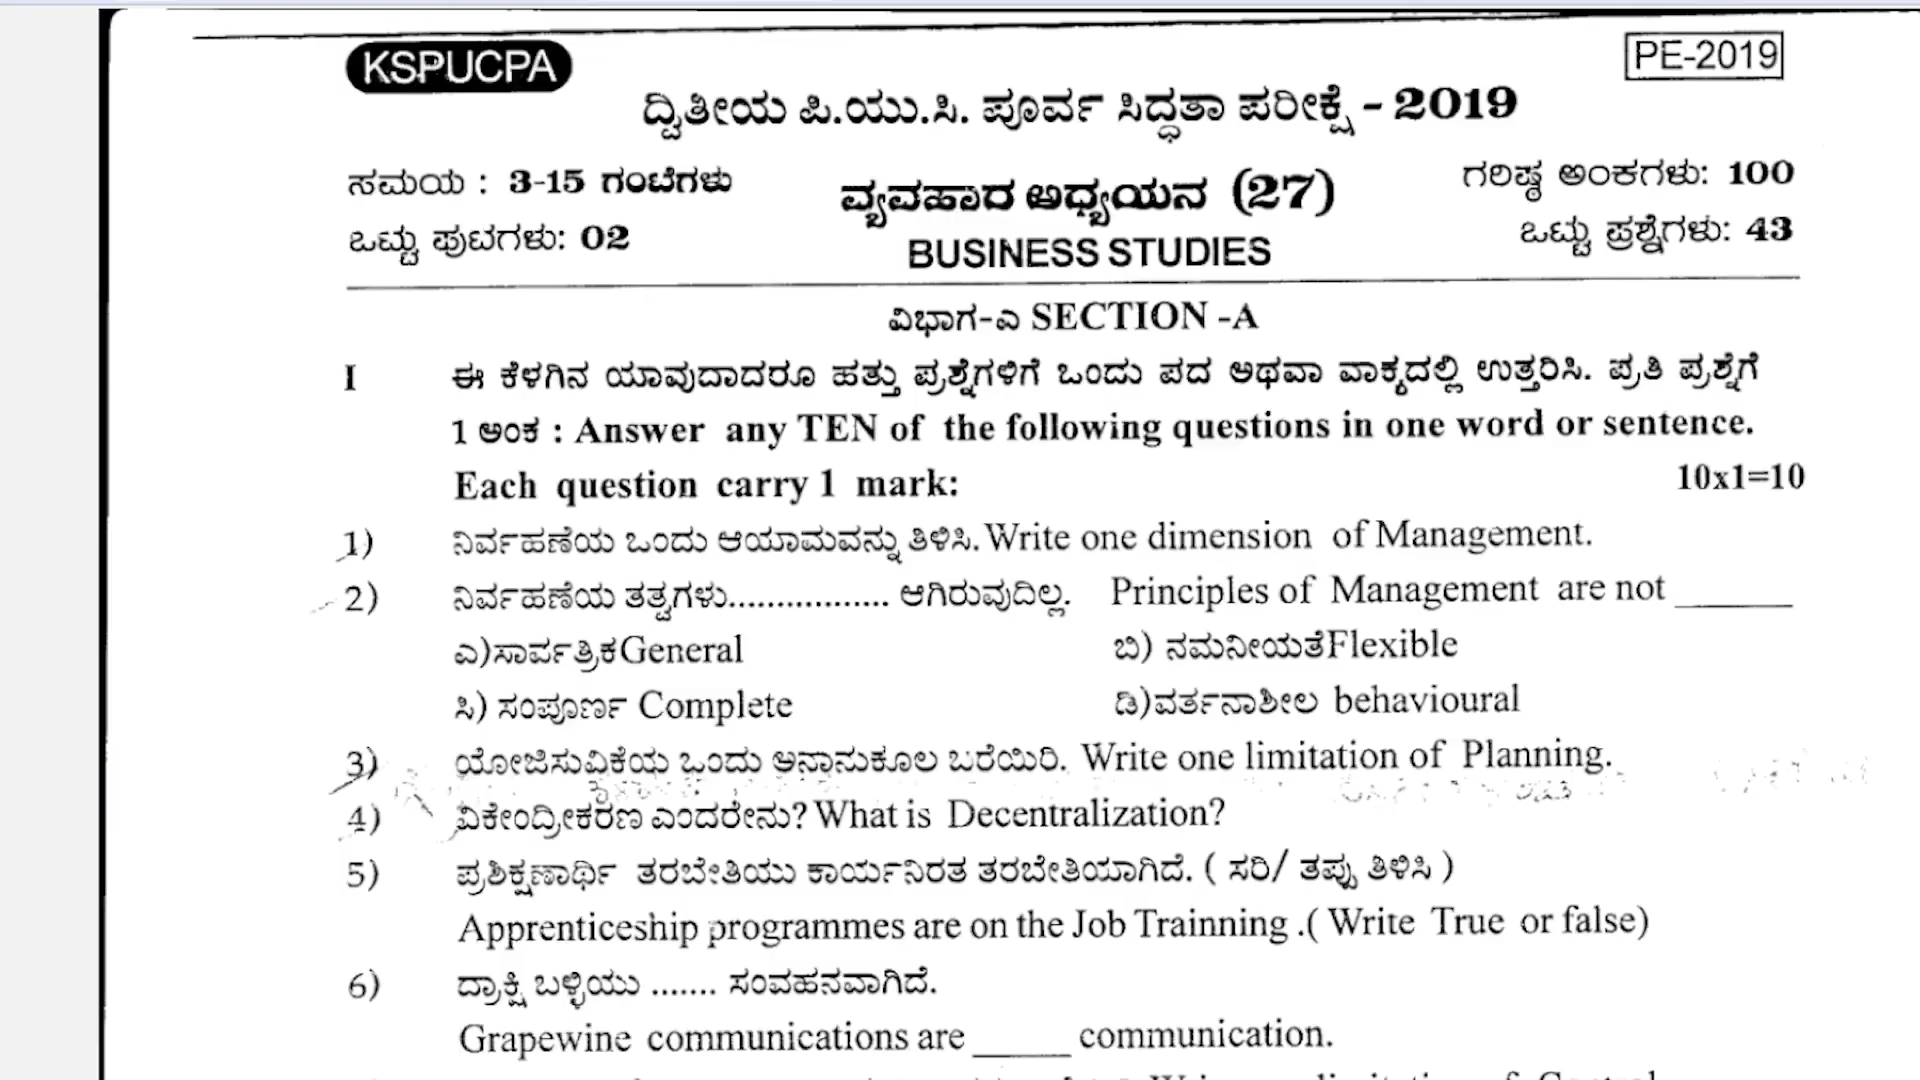 KSPUCPA
PE-2019
ದ್ವಿತೀಯ ಪಿ.ಯು.ಸಿ. ಪೂರ್ವ ಸಿದ್ಧತಾ ಪರೀಕ್ಷೆ - 2019
ಸಮಯ : 3-15 ಗಂಟೆಗಳು
ವ್ಯವಹಾರ ಅಧ್ಯಯನ (27)
ಗರಿಷ್ಠ ಅಂಕಗಳು: 100
ಒಟ್ಟು ಪುಟಗಳು: 02
BUSINESS STUDIES
ಒಟ್ಟು ಪ್ರಶ್ನೆಗಳು: 43
ವಿಭಾಗ-ಎ SECTION -A
I ಈ ಕೆಳಗಿನ ಯಾವುದಾದರೂ ಹತ್ತು ಪ್ರಶ್ನೆಗಳಿಗೆ ಒಂದು ಪದ ಅಥವಾ ವಾಕ್ಯದಲ್ಲಿ ಉತ್ತರಿಸಿ. ಪ್ರತಿ ಪ್ರಶ್ನೆಗೆ
1 ಅಂಕ : Answer any TEN of the following questions in one word or sentence.
Each question carry 1 mark: 10x1=10
1) ನಿರ್ವಹಣೆಯ ಒಂದು ಆಯಾಮವನ್ನು ತಿಳಿಸಿ. Write one dimension of Management.
2) ನಿರ್ವಹಣೆಯ ತತ್ವಗಳು................. ಆಗಿರುವುದಿಲ್ಲ. Principles of Management are not ______
ಎ)ಸಾರ್ವತ್ರಿಕGeneral ಬಿ) ನಮನೀಯತೆFlexible
ಸಿ) ಸಂಪೂರ್ಣ Complete ಡಿ)ವರ್ತನಾಶೀಲ behavioural
3) ಯೋಜಿಸುವಿಕೆಯ ಒಂದು ಅನಾನುಕೂಲ ಬರೆಯಿರಿ. Write one limitation of Planning.
4) ವಿಕೇಂದ್ರೀಕರಣ ಎಂದರೇನು? What is Decentralization?
5) ಪ್ರಶಿಕ್ಷಣಾರ್ಥಿ ತರಬೇತಿಯು ಕಾರ್ಯನಿರತ ತರಬೇತಿಯಾಗಿದೆ. ( ಸರಿ/ ತಪ್ಪು ತಿಳಿಸಿ )
Apprenticeship programmes are on the Job Trainning .( Write True or false)
6) ದ್ರಾಕ್ಷಿ ಬಳ್ಳಿಯು ....... ಸಂವಹನವಾಗಿದೆ.
Grapewine communications are _____ communication.